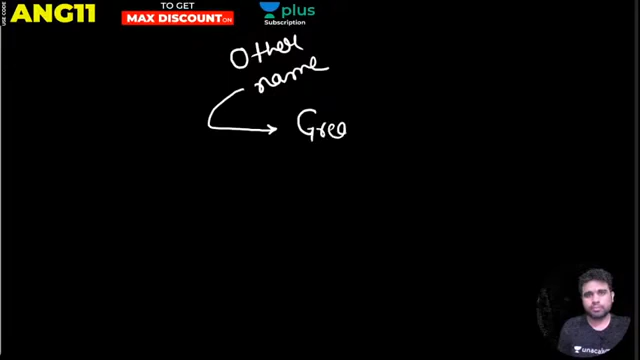 USE CODE
ANG11
TO GET
MAX DISCOUNT ON
plus
Subscription
Other
name
Gree
unacademy